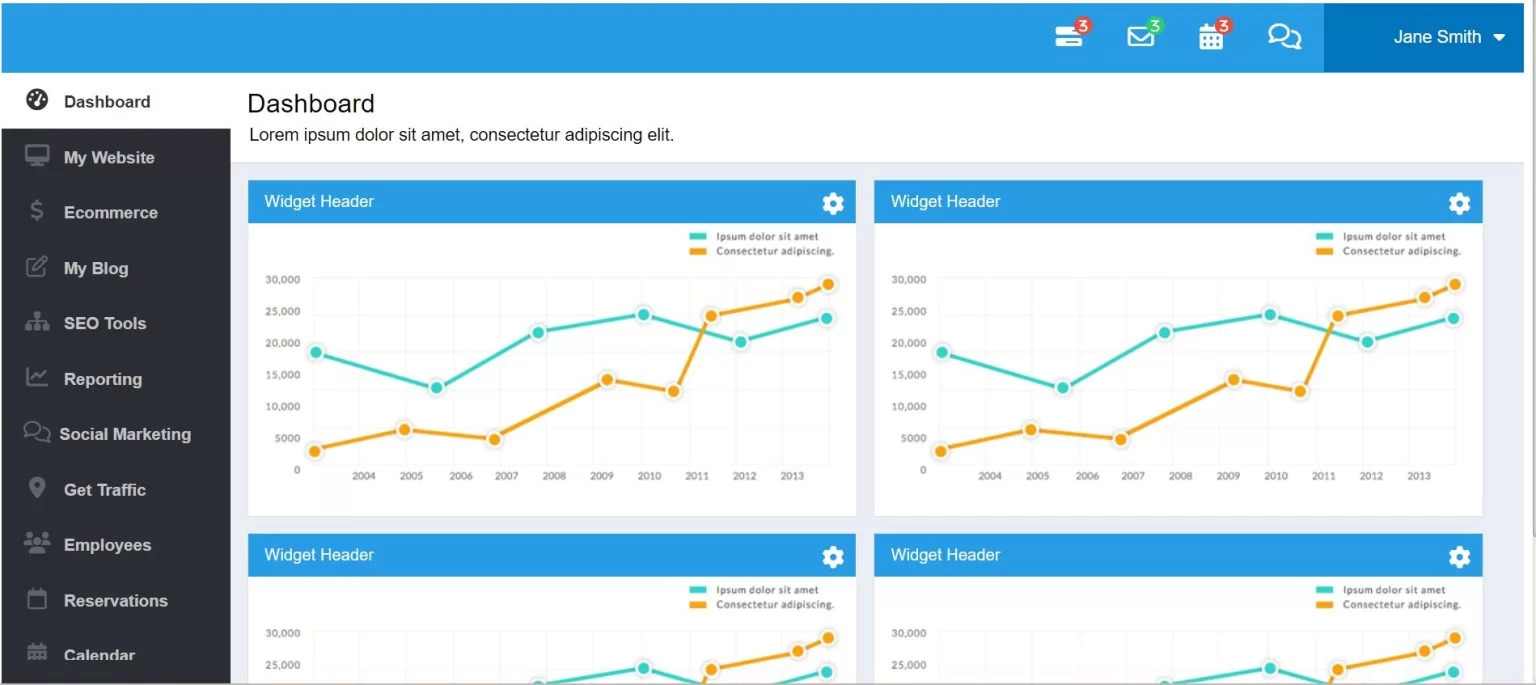 3 3 3 Jane Smith
Dashboard
My Website
Ecommerce
My Blog
SEO Tools
Reporting
Social Marketing
Get Traffic
Employees
Reservations
Calendar
Dashboard
Lorem ipsum dolor sit amet, consectetur adipiscing elit.
Widget Header
Ipsum dolor sit amet
Consectetur adipiscing.
30,000
25,000
20,000
15,000
10,000
5000
0
2004 2005 2006 2007 2008 2009 2010 2011 2012 2013
Widget Header
Ipsum dolor sit amet
Consectetur adipiscing.
30,000
25,000
20,000
15,000
10,000
5000
0
2004 2005 2006 2007 2008 2009 2010 2011 2012 2013
Widget Header
Ipsum dolor sit amet
Consectetur adipiscing.
30,000
25,000
Widget Header
Ipsum dolor sit amet
Consectetur adipiscing.
30,000
25,000